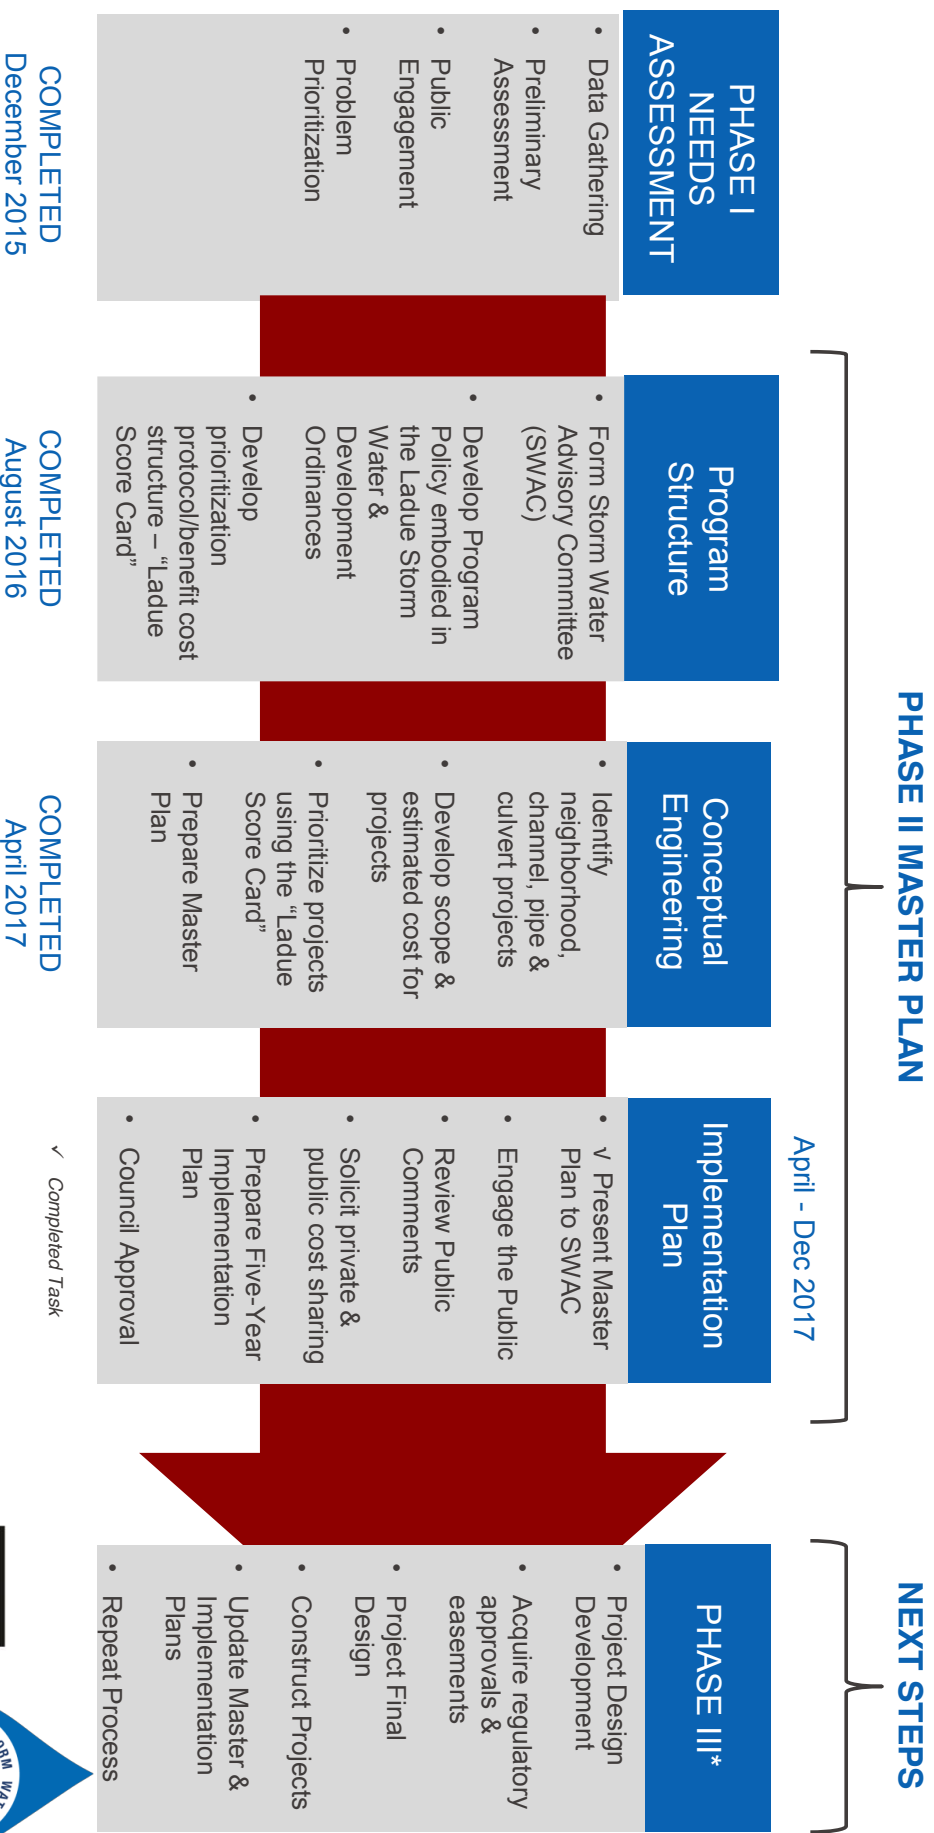 PHASE II MASTER PLAN
NEXT STEPS
April - Dec 2017
PHASE I
NEEDS
ASSESSMENT
• Data Gathering
• Preliminary
Assessment
• Public
Engagement
• Problem
Prioritization
COMPLETED
December 2015
Program
Structure
• Form Storm Water
Advisory Committee
(SWAC)
• Develop Program
Policy embodied in
the Ladue Storm
Water &
Development
Ordinances
• Develop
prioritization
protocol/benefit cost
structure – “Ladue
Score Card”
COMPLETED
August 2016
Conceptual
Engineering
• Identify
neighborhood,
channel, pipe &
culvert projects
• Develop scope &
estimated cost for
projects
• Prioritize projects
using the “Ladue
Score Card”
• Prepare Master
Plan
COMPLETED
April 2017
Implementation
Plan
• √ Present Master
Plan to SWAC
• Engage the Public
• Review Public
Comments
• Solicit private &
public cost sharing
• Prepare Five-Year
Implementation
Plan
• Council Approval
✓ Completed Task
PHASE III*
• Project Design
Development
• Acquire regulatory
approvals &
easements
• Project Final
Design
• Construct Projects
• Update Master &
Implementation
Plans
• Repeat Process